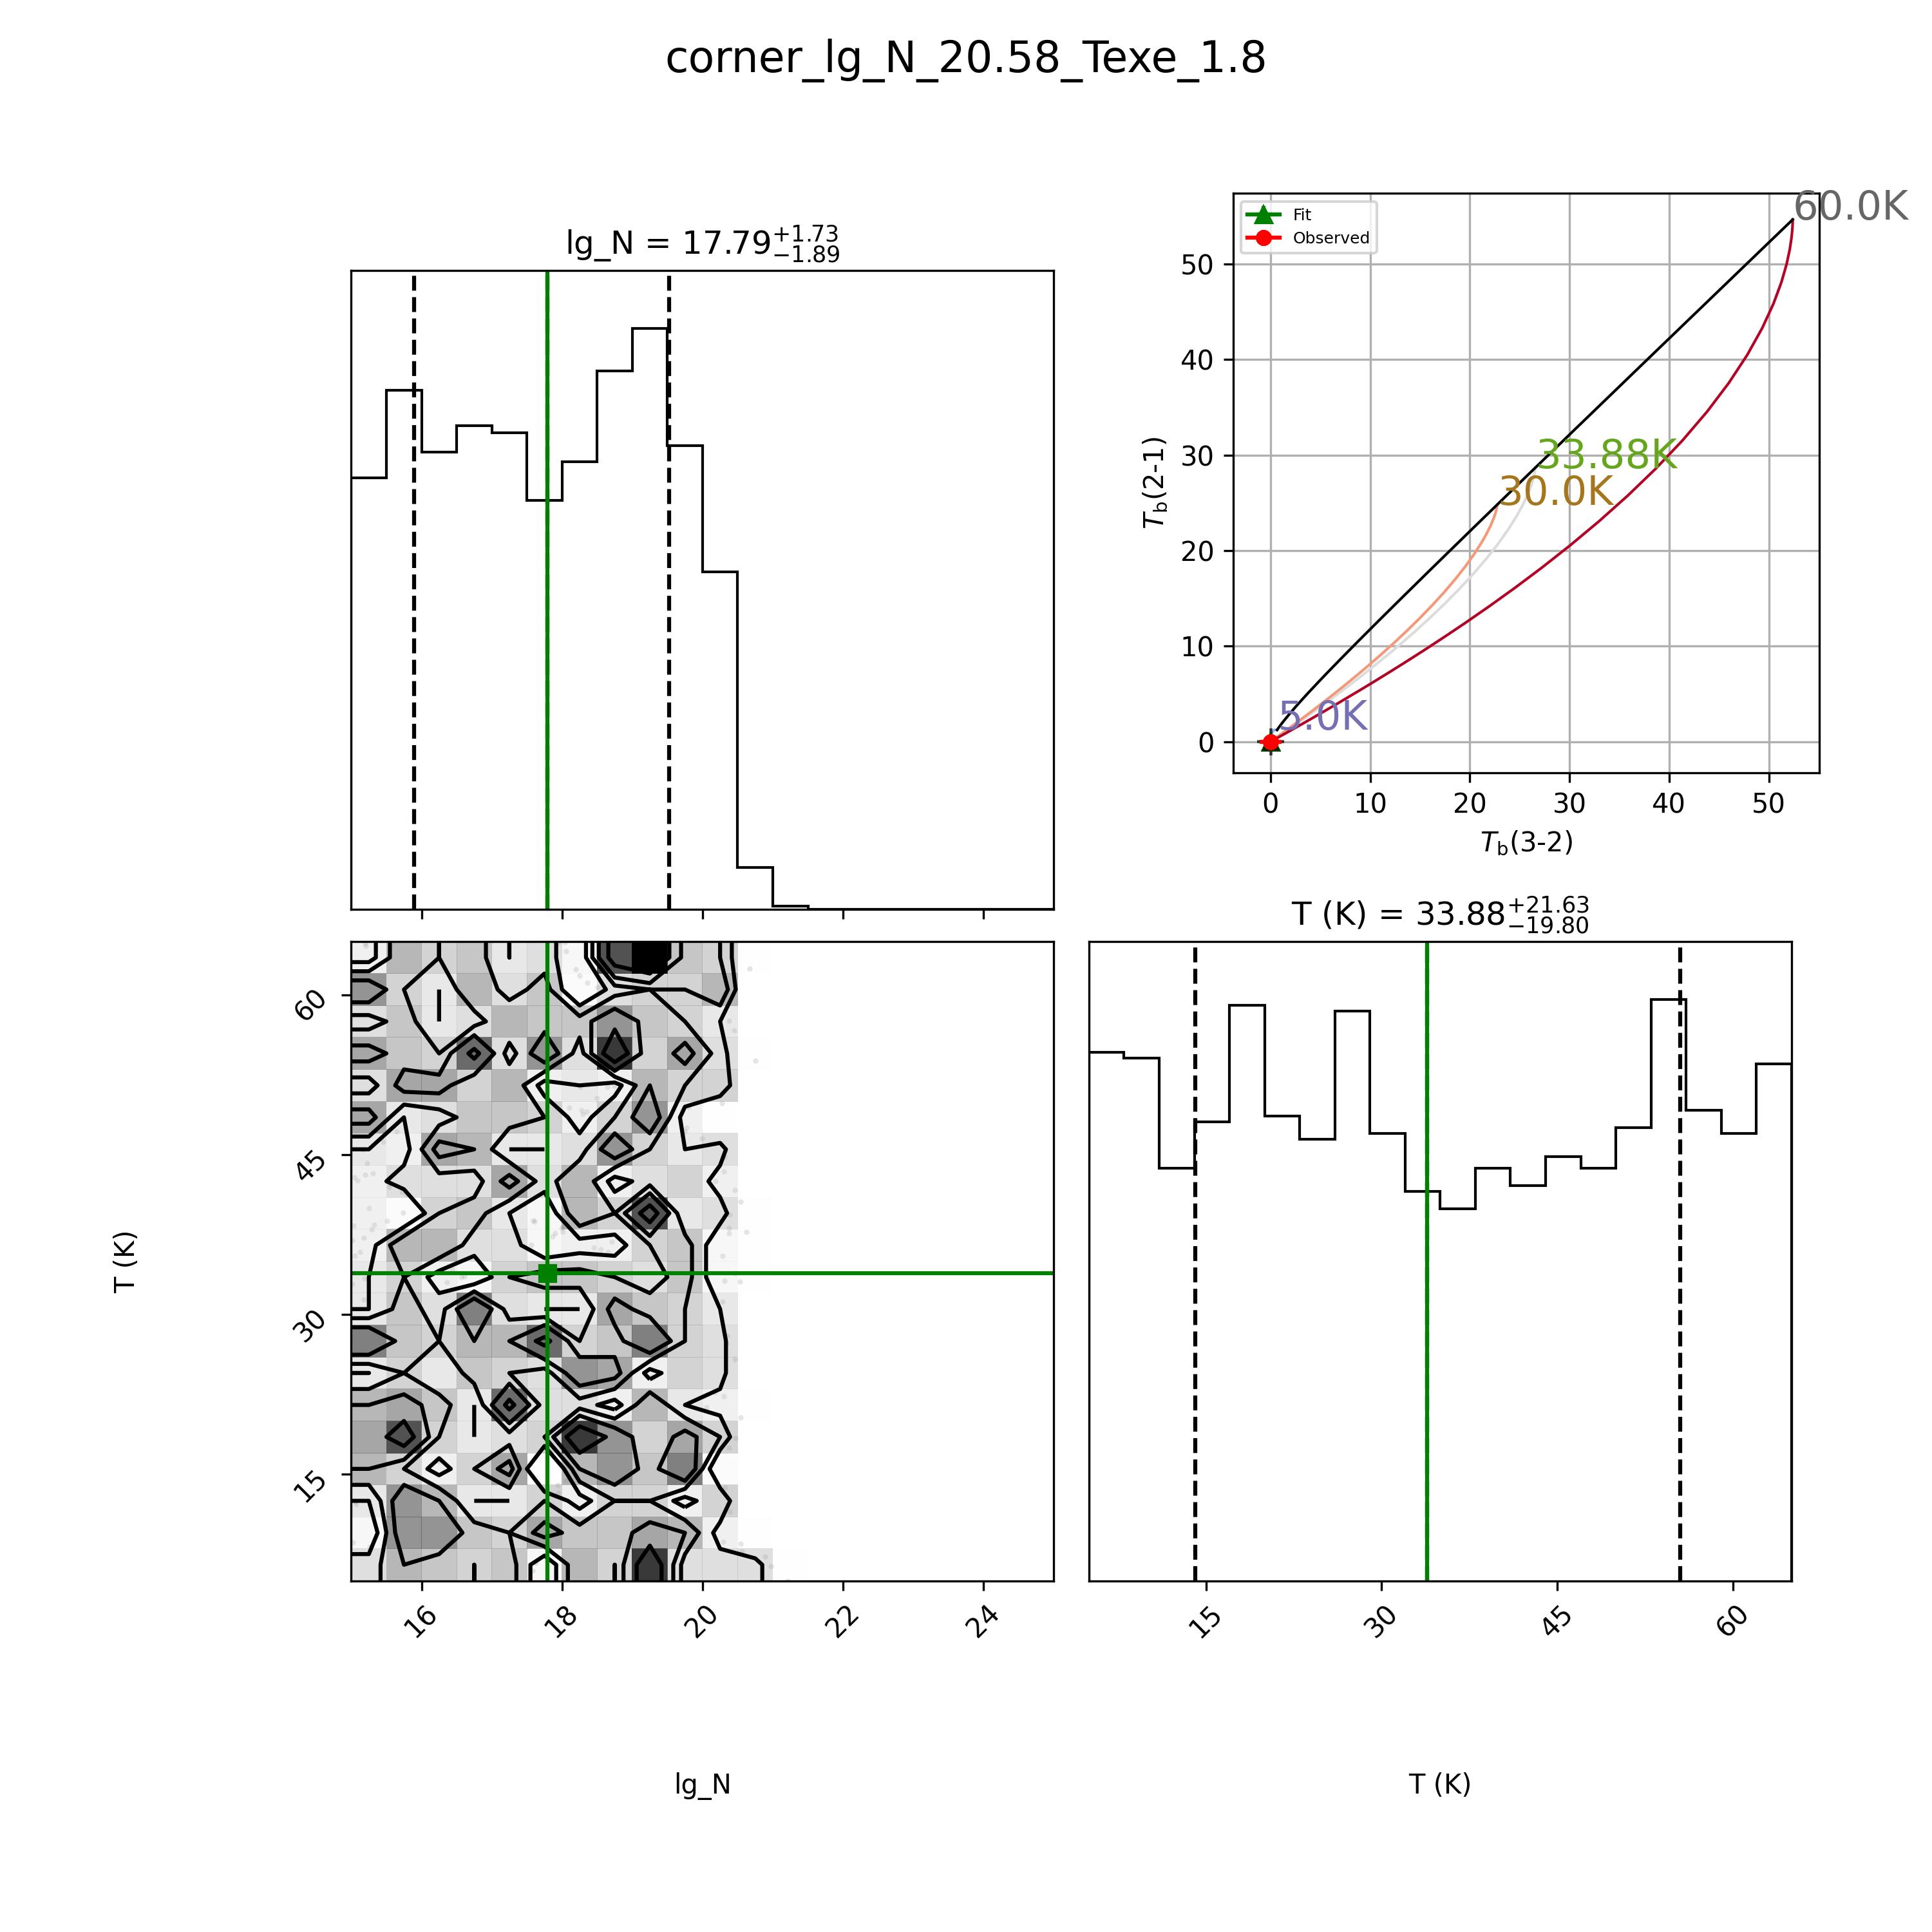 corner_lg_N_20.58_Texe_1.8
lg_N = 17.79+1.73−1.89
60.0K
Fit
Observed
50
40
33.88K
30
30.0K
20
10
5.0K
0
Tb(2-1)
0 10 20 30 40 50
Tb(3-2)
T (K) = 33.88+21.63−19.80
60
45
30
15
T (K)
16 18 20 22 24
15 30 45 60
lg_N
T (K)